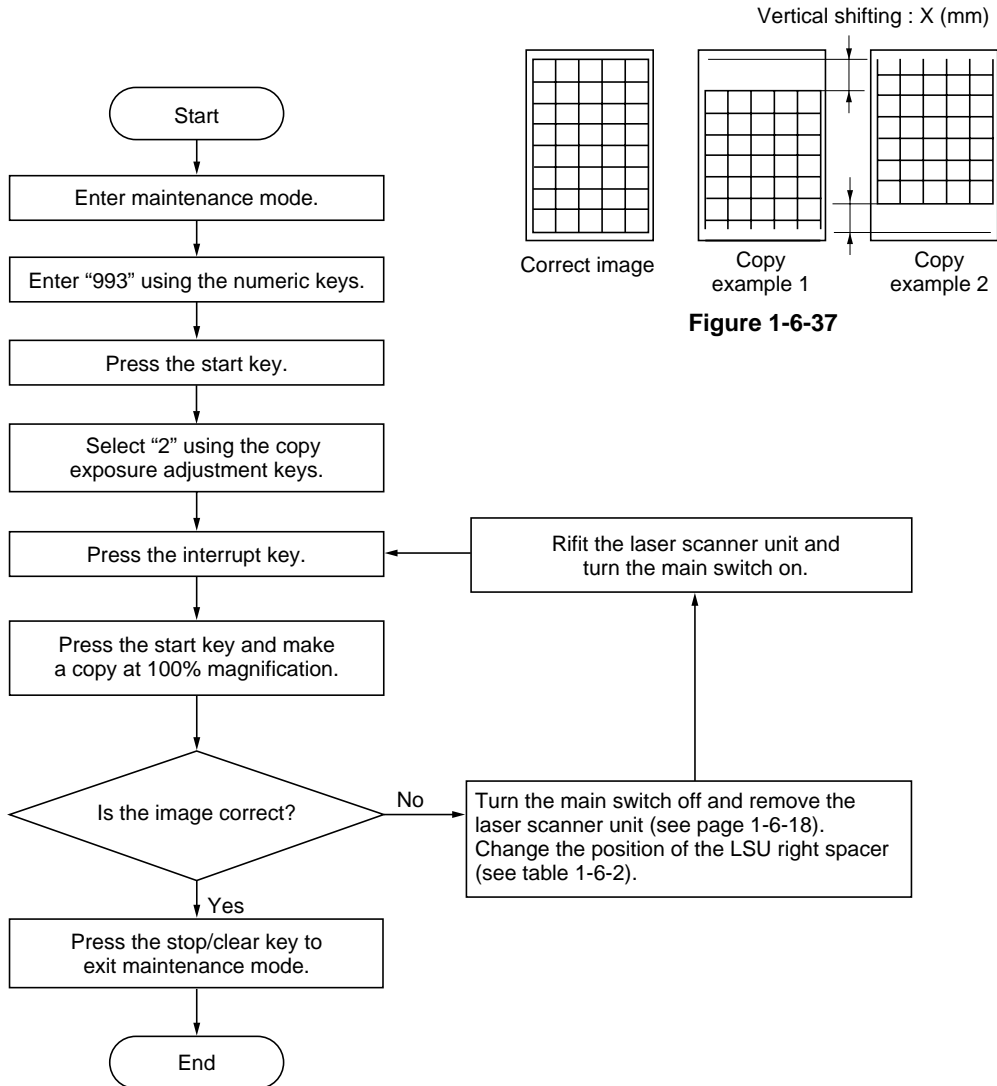 Vertical shifting : X (mm)
Correct image
Copy
example 1
Copy
example 2
Figure 1-6-37
Start
Enter maintenance mode.
Enter “993” using the numeric keys.
Press the start key.
Select “2” using the copy
exposure adjustment keys.
Press the interrupt key.
Rifit the laser scanner unit and
turn the main switch on.
Press the start key and make
a copy at 100% magnification.
Is the image correct?
No
Turn the main switch off and remove the
laser scanner unit (see page 1-6-18).
Change the position of the LSU right spacer
(see table 1-6-2).
Yes
Press the stop/clear key to
exit maintenance mode.
End